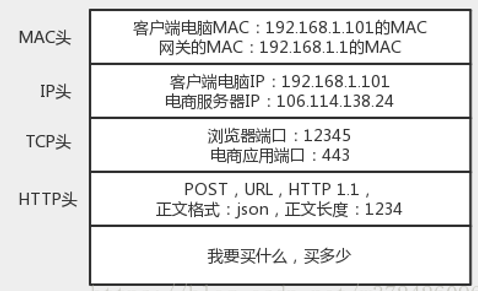 MAC头
客户端电脑MAC：192.168.1.101的MAC
网关的MAC：192.168.1.1的MAC
IP头
客户端电脑IP：192.168.1.101
电商服务器IP：106.114.138.24
TCP头
浏览器端口：12345
电商应用端口：443
HTTP头
POST，URL，HTTP 1.1，
正文格式：json，正文长度：1234
我要买什么，买多少